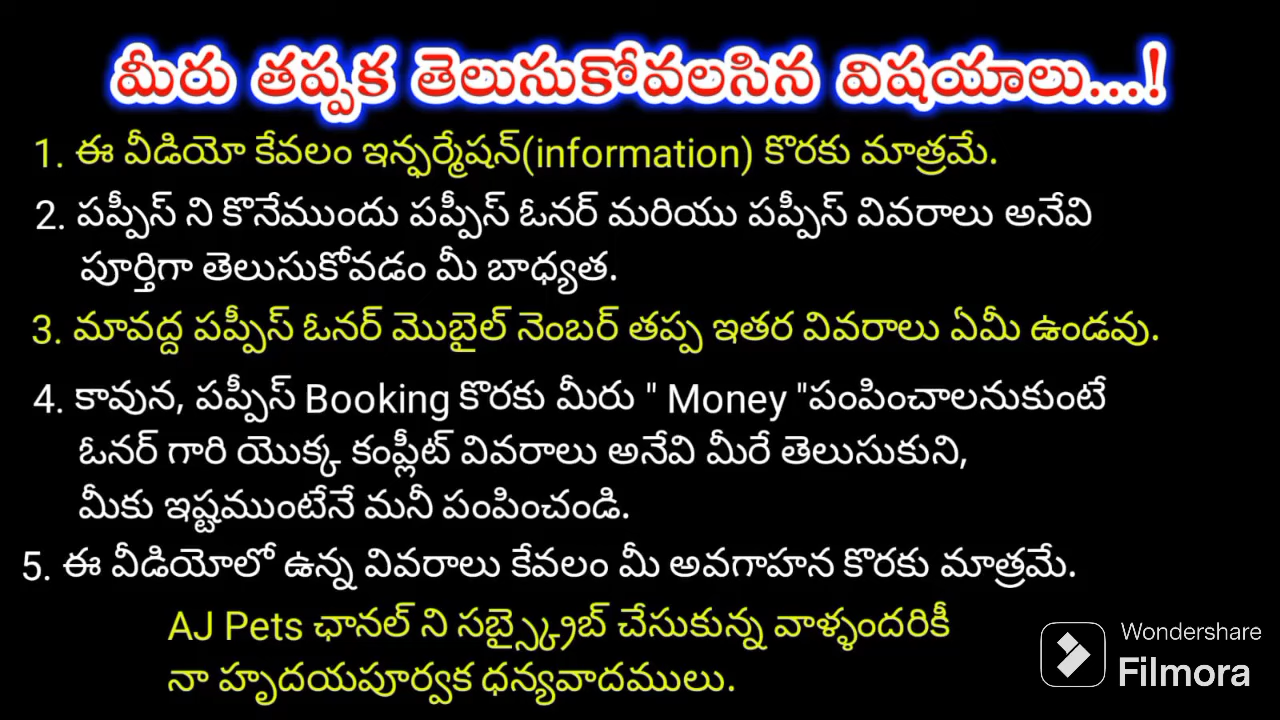 మీరు తప్పక తెలుసుకోవలసిన విషయాలు...!
1. ఈ వీడియో కేవలం ఇన్ఫర్మేషన్(information) కొరకు మాత్రమే.
2. పప్పీస్ ని కొనేముందు పప్పీస్ ఓనర్ మరియు పప్పీస్ వివరాలు అనేవి
పూర్తిగా తెలుసుకోవడం మీ బాధ్యత.
3. మావద్ద పప్పీస్ ఓనర్ మొబైల్ నెంబర్ తప్ప ఇతర వివరాలు ఏమీ ఉండవు.
4. కావున, పప్పీస్ Booking కొరకు మీరు " Money "పంపించాలనుకుంటే
ఓనర్ గారి యొక్క కంప్లీట్ వివరాలు అనేవి మీరే తెలుసుకుని,
మీకు ఇష్టముంటేనే మనీ పంపించండి.
5. ఈ వీడియోలో ఉన్న వివరాలు కేవలం మీ అవగాహన కొరకు మాత్రమే.
AJ Pets ఛానల్ ని సబ్స్క్రైబ్ చేసుకున్న వాళ్ళందరికీ
నా హృదయపూర్వక ధన్యవాదములు.
Wondershare
Filmora